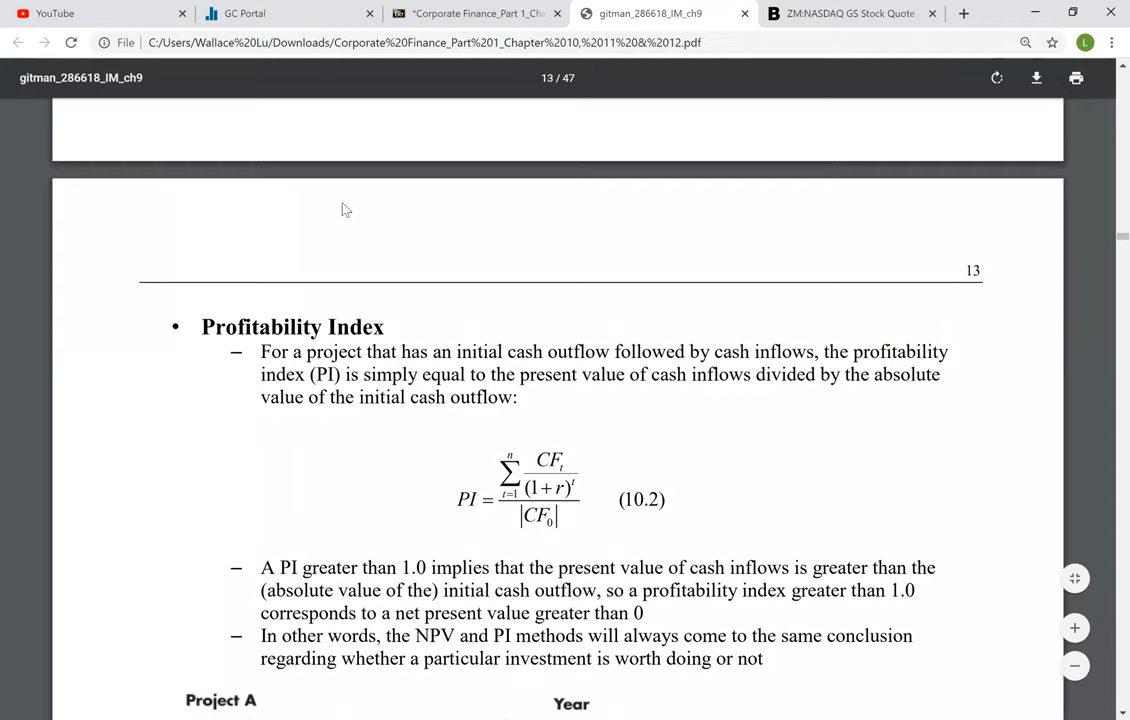 YouTube
GC Portal
*Corporate Finance_Part 1_Cha
gitman_286618_IM_ch9
ZM:NASDAQ GS Stock Quote
File
C:/Users/Wallace%20Lu/Downloads/Corporate%20Finance_Part%201_Chapter%2010,%2011%20&%2012.pdf
L
gitman_286618_IM_ch9
13 / 47
13
• Profitability Index
– For a project that has an initial cash outflow followed by cash inflows, the profitability
index (PI) is simply equal to the present value of cash inflows divided by the absolute
value of the initial cash outflow:
PI = \frac{\sum_{t=1}^{n} \frac{CF_t}{(1+r)^t}}{|CF_0|} (10.2)
– A PI greater than 1.0 implies that the present value of cash inflows is greater than the
(absolute value of the) initial cash outflow, so a profitability index greater than 1.0
corresponds to a net present value greater than 0
– In other words, the NPV and PI methods will always come to the same conclusion
regarding whether a particular investment is worth doing or not
Project A
Year